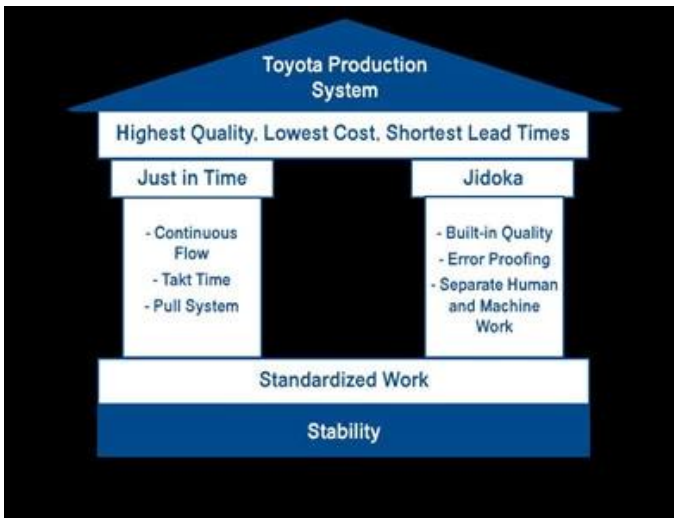 Toyota Production
System
Highest Quality, Lowest Cost, Shortest Lead Times
Just in Time
- Continuous
Flow
- Takt Time
- Pull System
Jidoka
- Built-in Quality
- Error Proofing
- Separate Human
and Machine
Work
Standardized Work
Stability